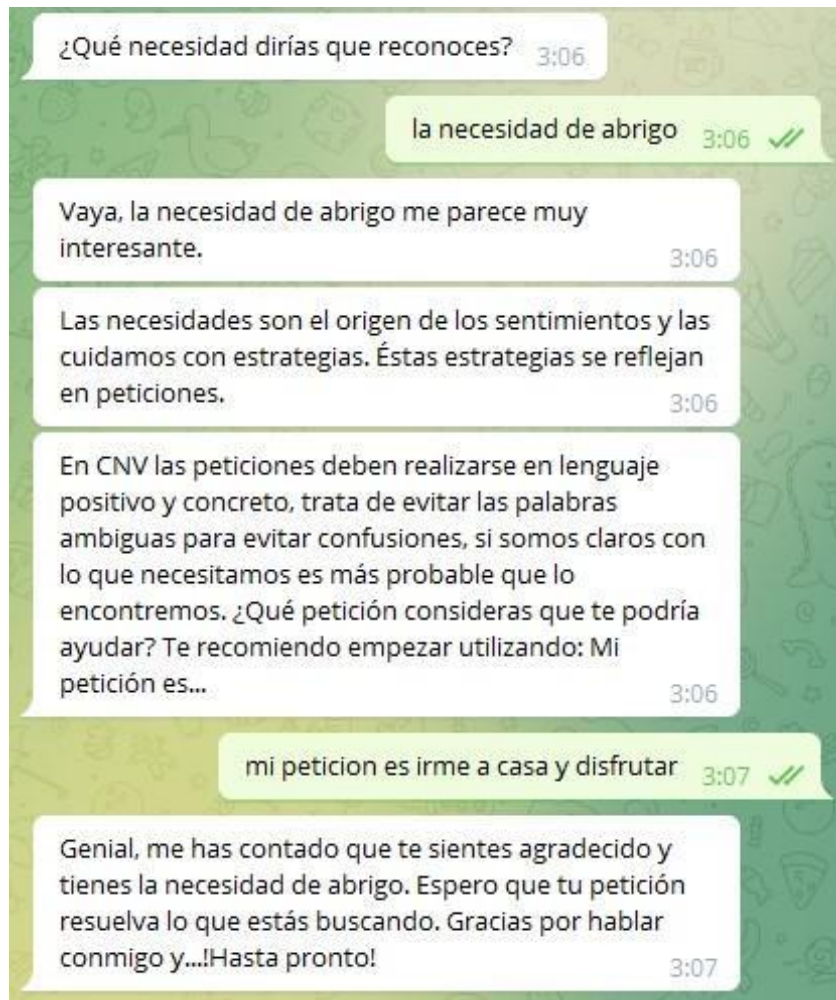 ¿Qué necesidad dirías que reconoces? 3:06
la necesidad de abrigo 3:06
Vaya, la necesidad de abrigo me parece muy
interesante. 3:06
Las necesidades son el origen de los sentimientos y las
cuidamos con estrategias. Éstas estrategias se reflejan
en peticiones. 3:06
En CNV las peticiones deben realizarse en lenguaje
positivo y concreto, trata de evitar las palabras
ambiguas para evitar confusiones, si somos claros con
lo que necesitamos es más probable que lo
encontremos. ¿Qué petición consideras que te podría
ayudar? Te recomiendo empezar utilizando: Mi
petición es... 3:06
mi peticion es irme a casa y disfrutar 3:07
Genial, me has contado que te sientes agradecido y
tienes la necesidad de abrigo. Espero que tu petición
resuelva lo que estás buscando. Gracias por hablar
conmigo y...!Hasta pronto! 3:07